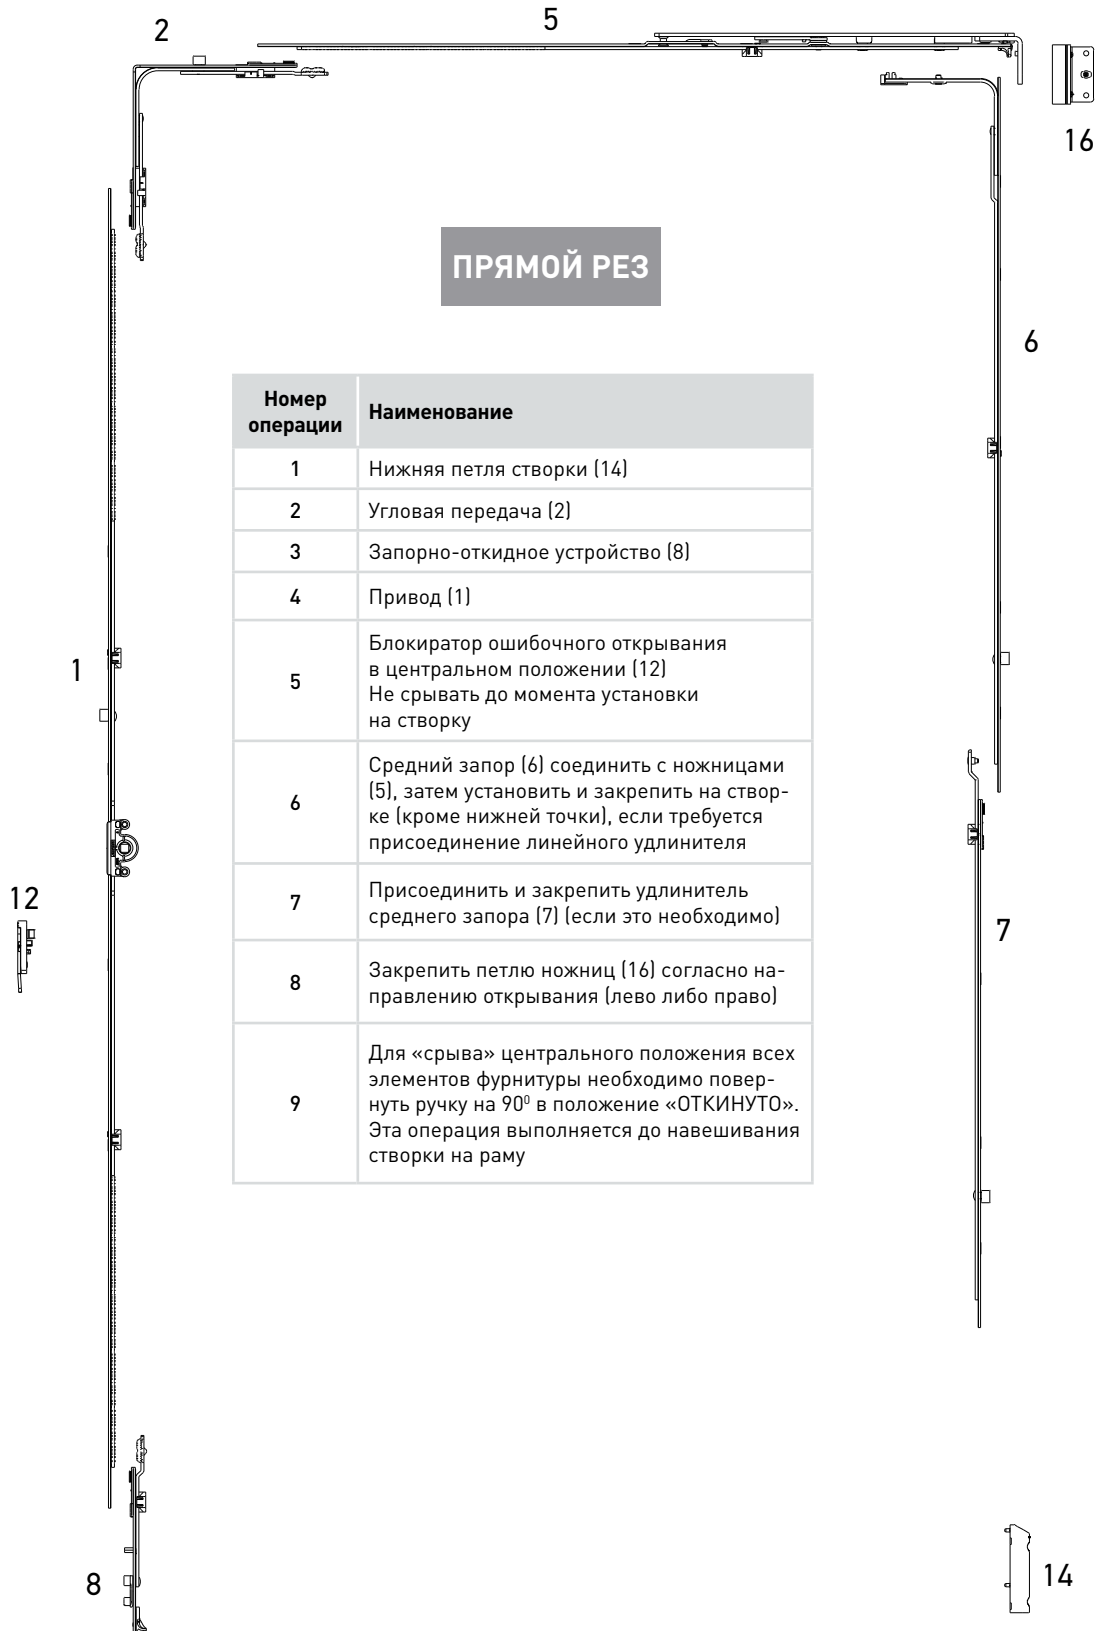 2
5
16
ПРЯМОЙ РЕЗ
6
Номер
операции
Наименование
1
Нижняя петля створки (14)
2
Угловая передача (2)
3
Запорно-откидное устройство (8)
4
Привод (1)
5
Блокиратор ошибочного открывания
в центральном положении (12)
Не срывать до момента установки
на створку
6
Средний запор (6) соединить с ножницами
(5), затем установить и закрепить на створ-
ке (кроме нижней точки), если требуется
присоединение линейного удлинителя
7
Присоединить и закрепить удлинитель
среднего запора (7) (если это необходимо)
8
Закрепить петлю ножниц (16) согласно на-
правлению открывания (лево либо право)
9
Для «срыва» центрального положения всех
элементов фурнитуры необходимо повер-
нуть ручку на 90⁰ в положение «ОТКИНУТО».
Эта операция выполняется до навешивания
створки на раму
1
12
7
8
14